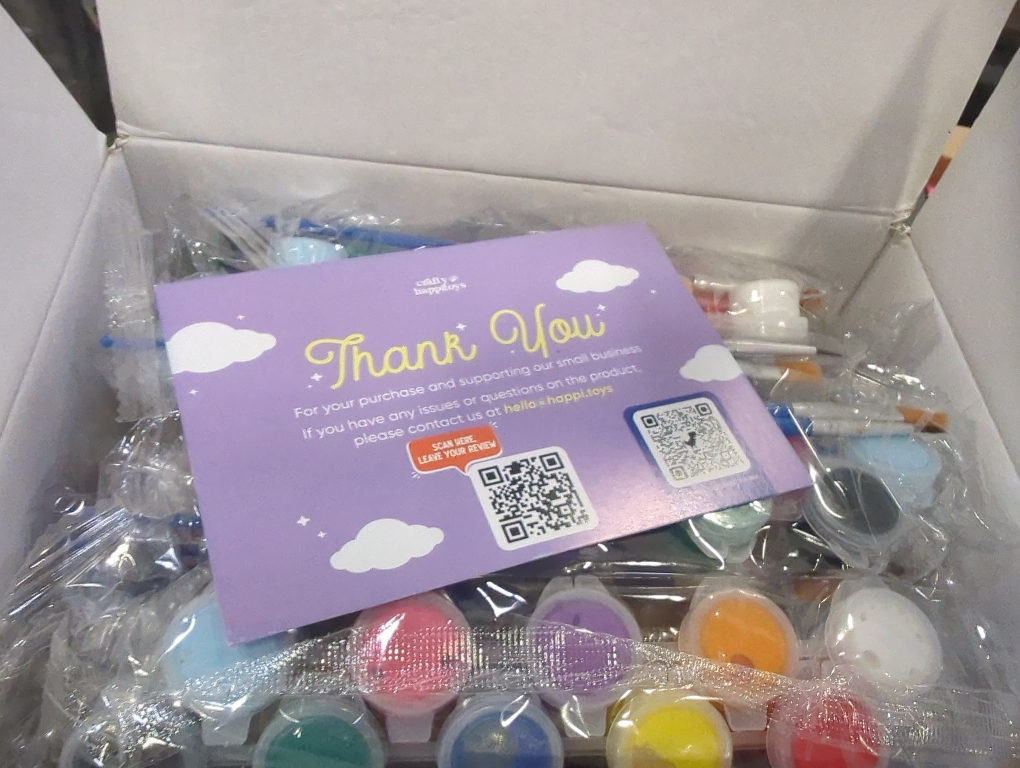 crafty @
happitoys
Thank You
For your purchase and supporting our small business
If you have any issues or questions on the product,
please contact us at hello@happi.toys
SCAN HERE,
LEAVE YOUR REVIEW